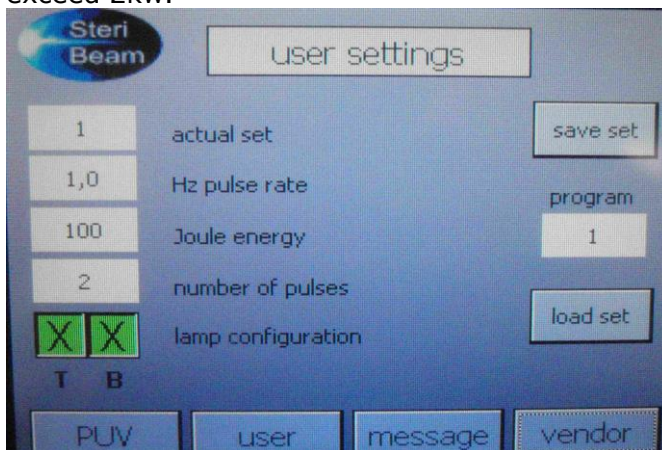 exceed 2kw.
Steri
Beam
user settings
1 actual set
save set
1,0 Hz pulse rate
program
100 Joule energy
1
2 number of pulses
load set
X X lamp configuration
T B
PUV user message vendor